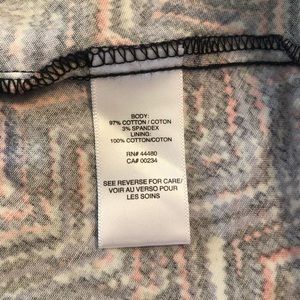 BODY:
97% COTTON / COTON
3% SPANDEX
LINING:
100% COTTON/COTON
RN# 44480
CA# 00234
SEE REVERSE FOR CARE/
VOIR AU VERSO POUR
LES SOINS